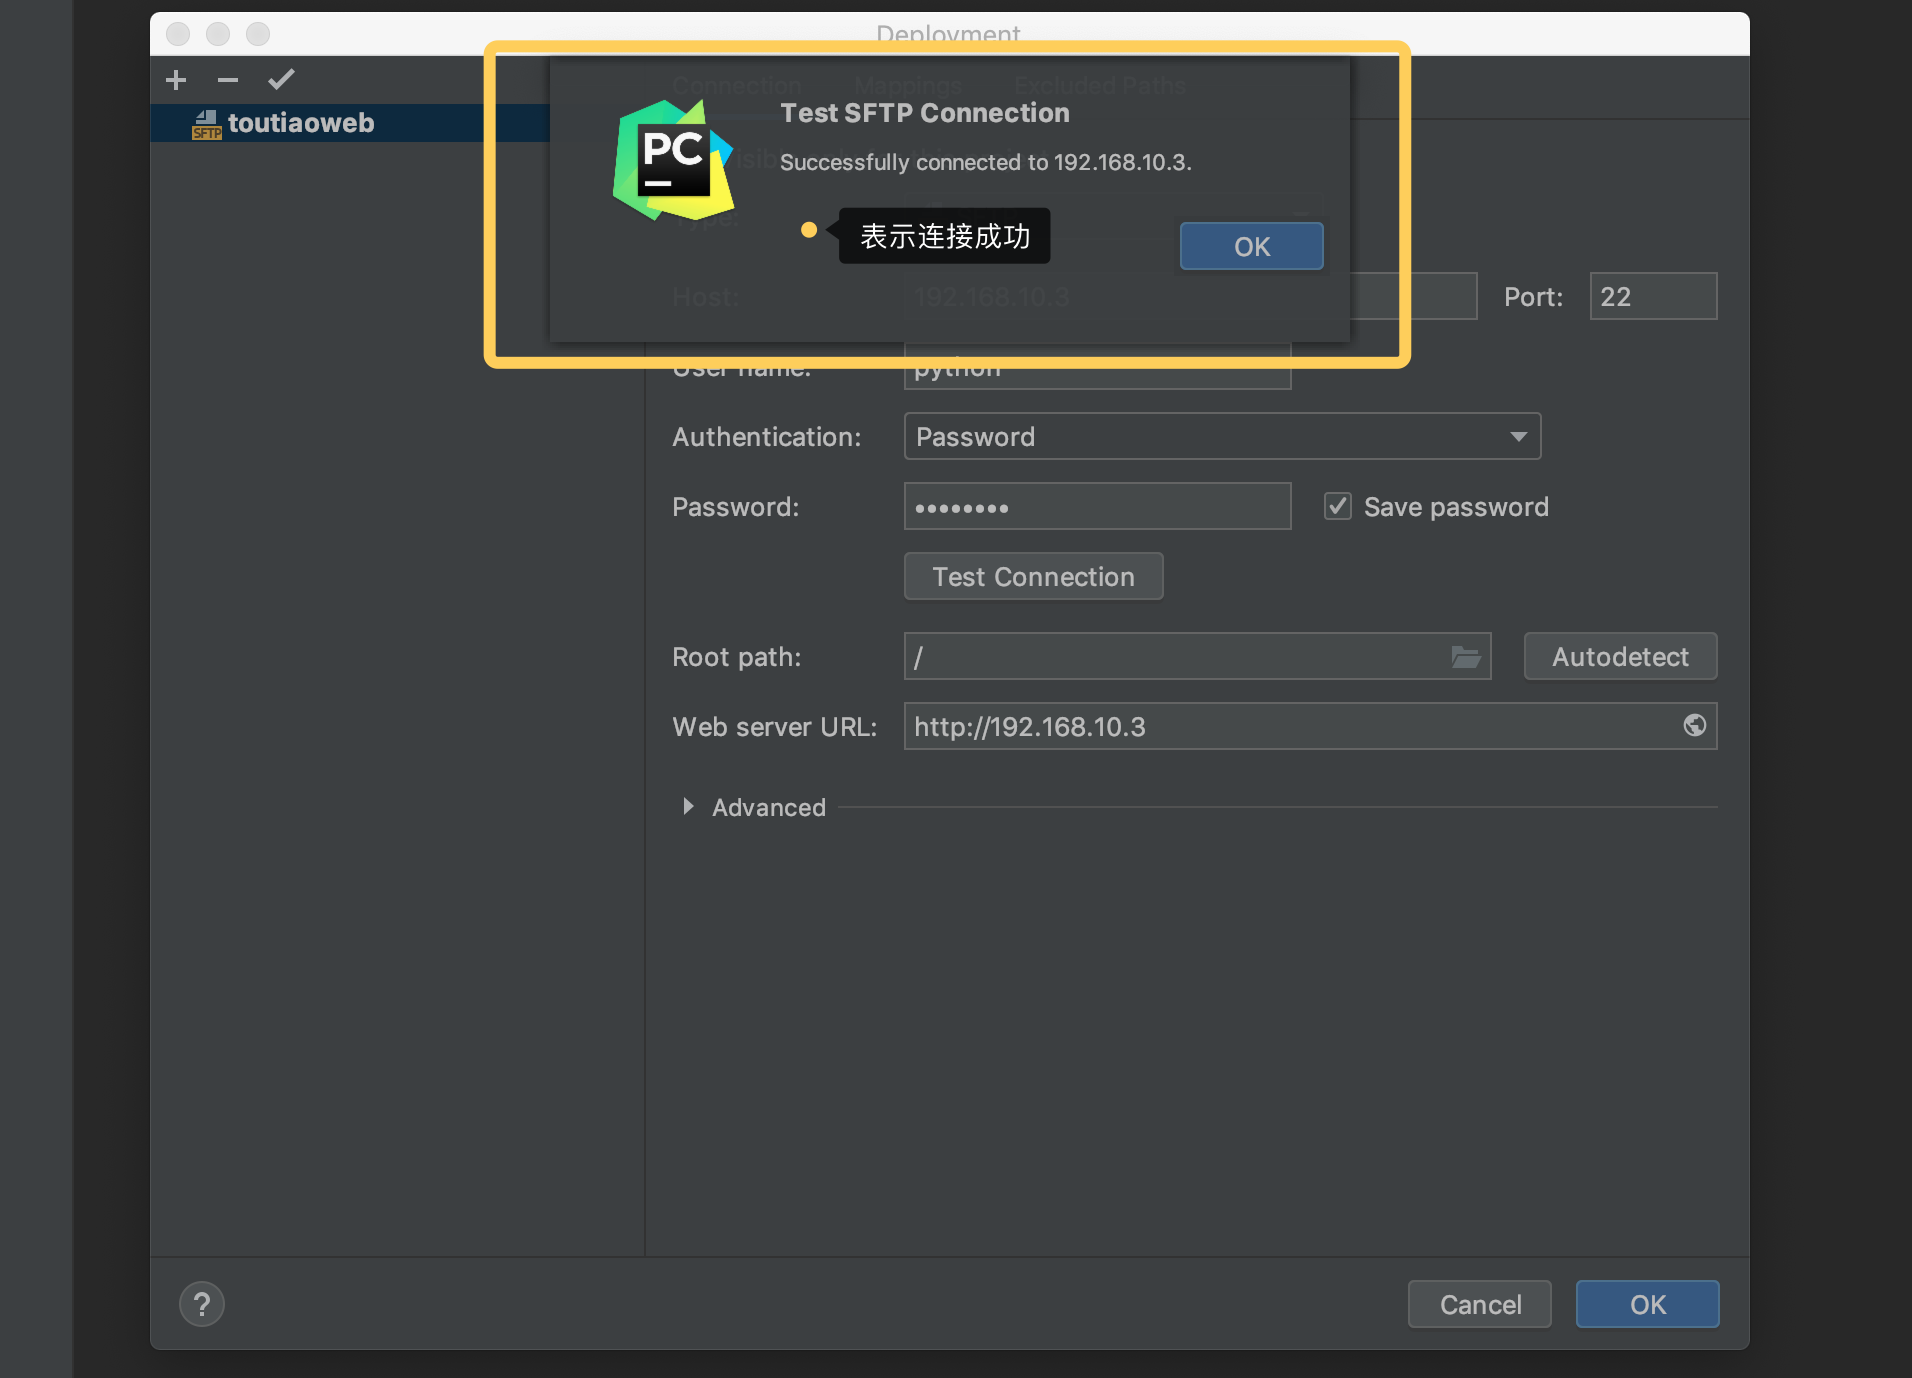 Deployment
Connection Mappings Excluded Paths
toutiaoweb
SFTP
PC
Test SFTP Connection
Successfully connected to 192.168.10.3.
Type:
表示连接成功
OK
Host: 192.168.10.3 Port: 22
User name: python
Authentication: Password
Password: •••••••• Save password
Test Connection
Root path: / Autodetect
Web server URL: http://192.168.10.3
Advanced
? Cancel OK